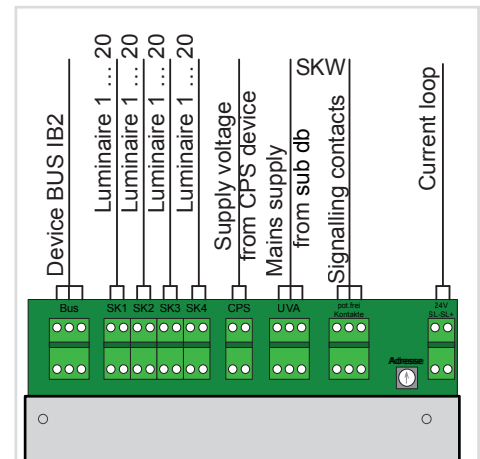 Device BUS IB2
Luminaire 1 … 20
Luminaire 1 … 20
Luminaire 1 … 20
Luminaire 1 … 20
Supply voltage
from CPS device
Mains supply
from sub db
SKW
Signalling contacts
Current loop
Bus
SK1 SK2 SK3 SK4
CPS
UVA
pot.frei
Kontakte
24V
SL-SL+
Adresse